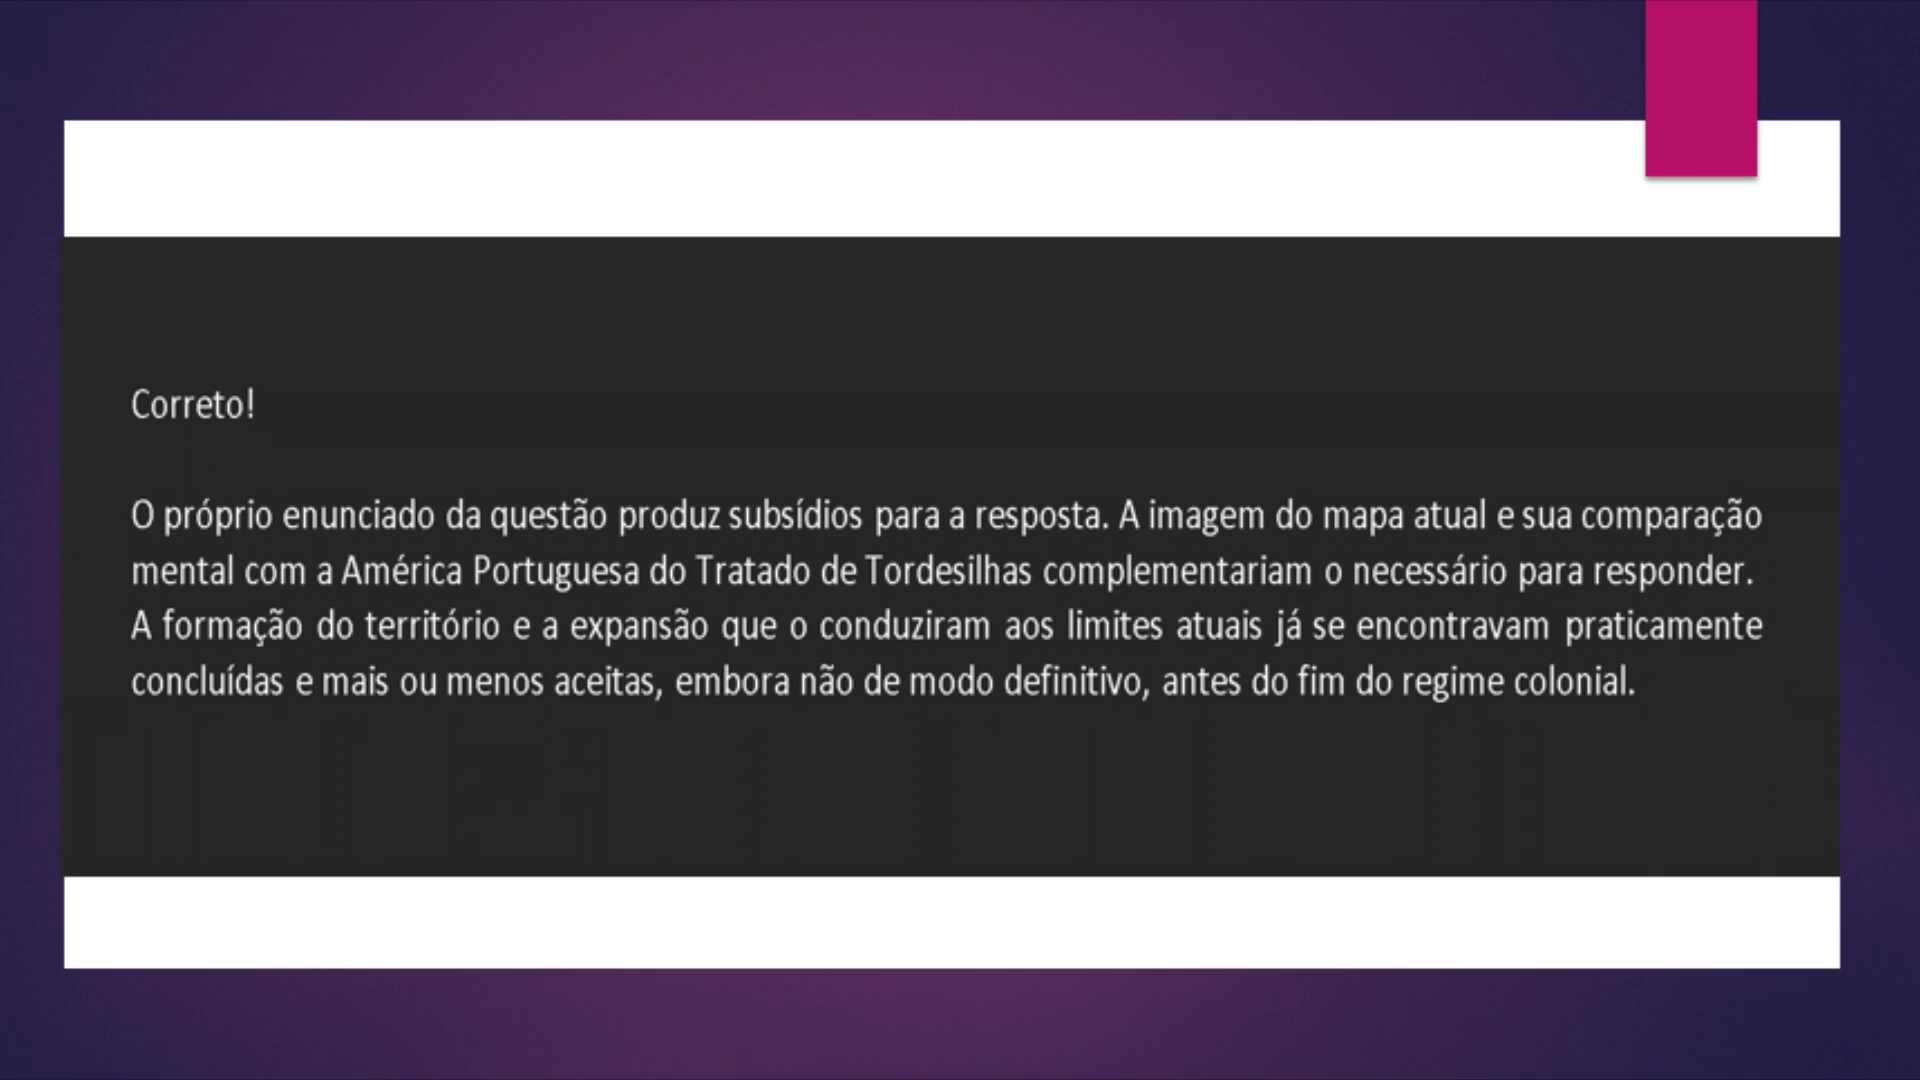 Correto!
O próprio enunciado da questão produz subsídios para a resposta. A imagem do mapa atual e sua comparação
mental com a América Portuguesa do Tratado de Tordesilhas complementariam o necessário para responder.
A formação do território e a expansão que o conduziram aos limites atuais já se encontravam praticamente
concluídas e mais ou menos aceitas, embora não de modo definitivo, antes do fim do regime colonial.